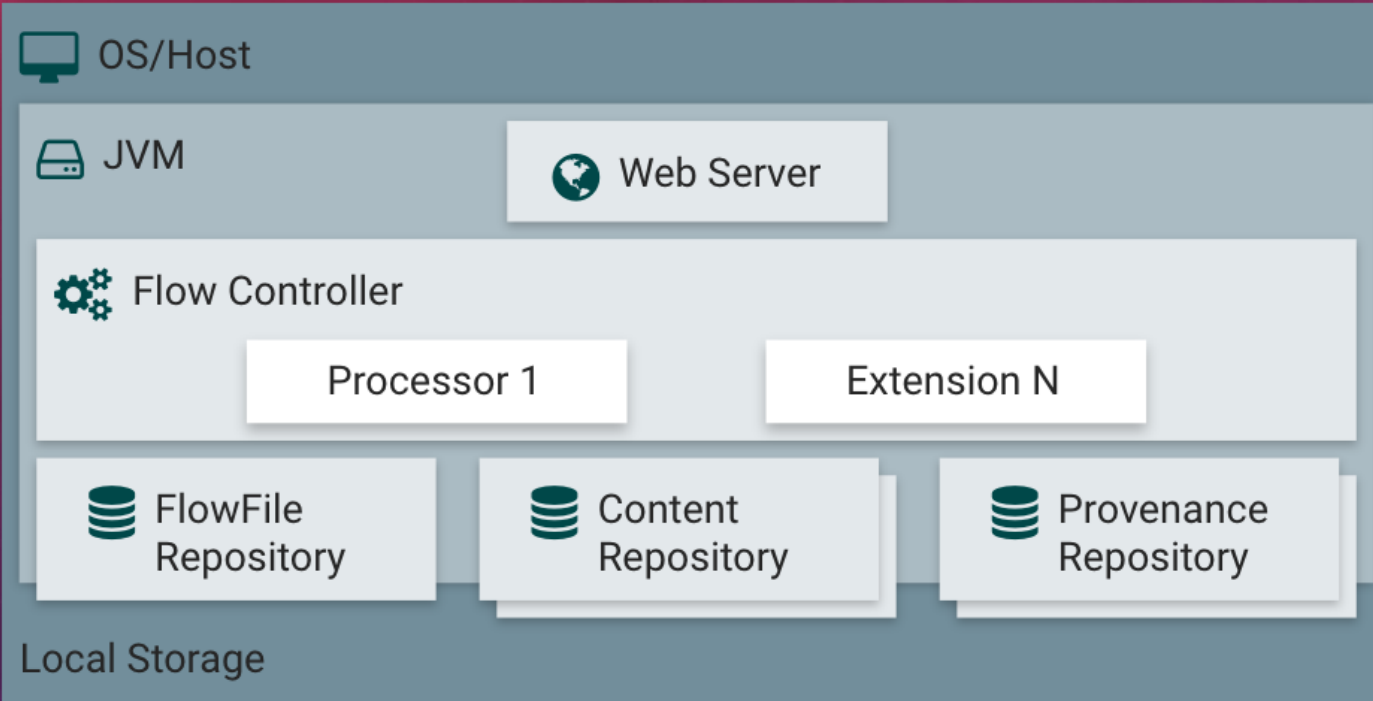 OS/Host
JVM
Web Server
Flow Controller
Processor 1
Extension N
FlowFile
Repository
Content
Repository
Provenance
Repository
Local Storage